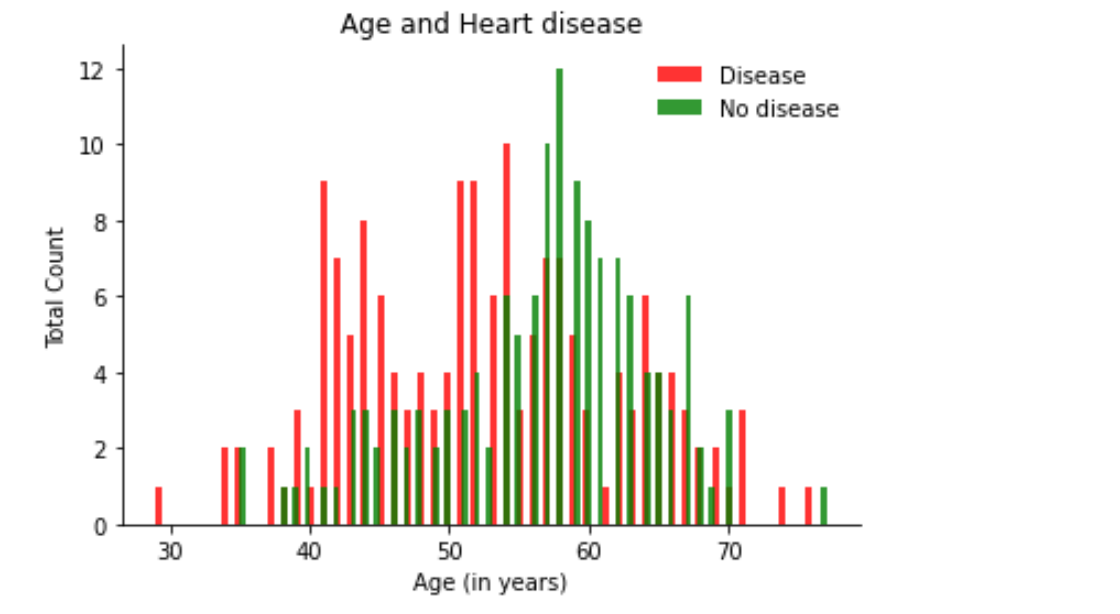 Age and Heart disease
Disease
No disease
12
10
8
6
4
2
0
Total Count
30 40 50 60 70
Age (in years)